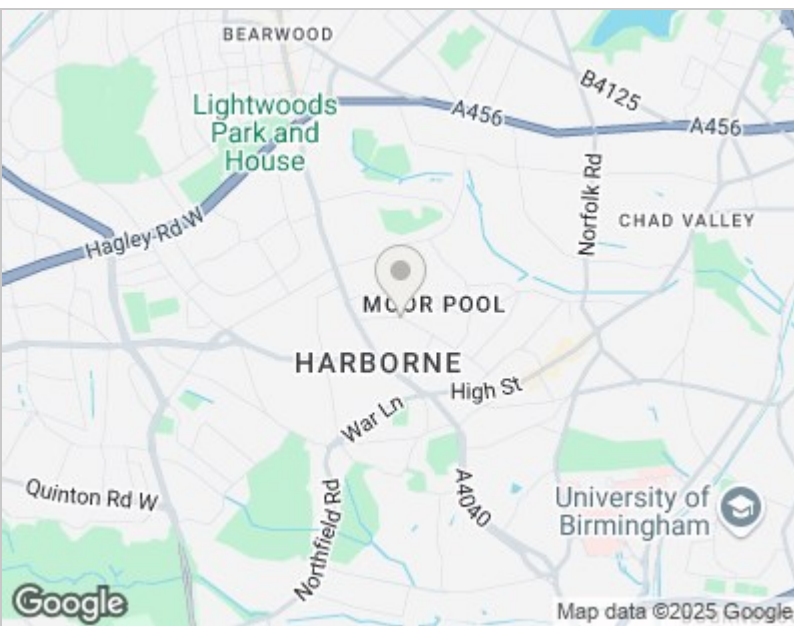 BEARWOOD
B4125
Lightwoods
Park and
House
A456
A456
Norfolk Rd
CHAD VALLEY
Hagley Rd W
MOOR POOL
HARBORNE
High St
War Ln
Quinton Rd W
Northfield Rd
A4040
University of
Birmingham
Google
Map data ©2025 Google